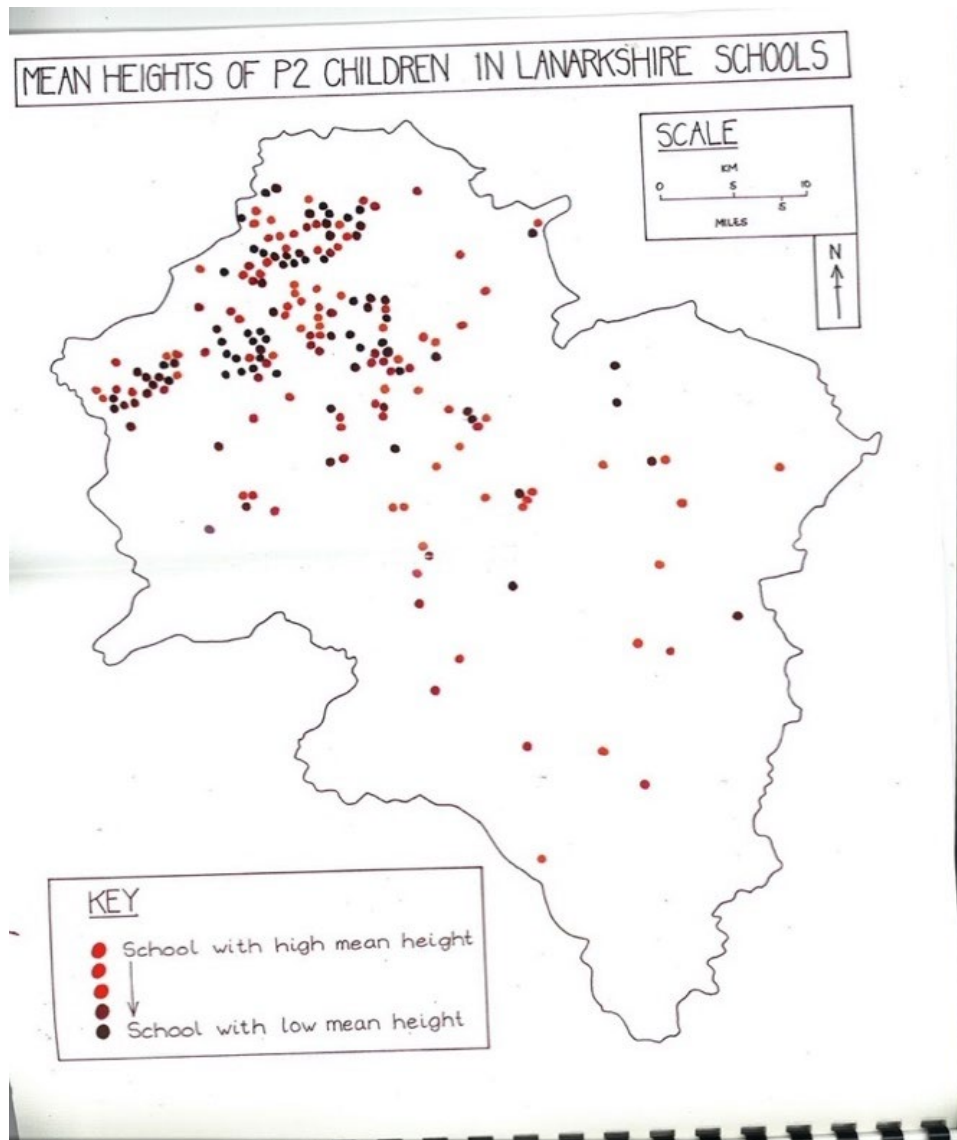 MEAN HEIGHTS OF P2 CHILDREN IN LANARKSHIRE SCHOOLS
SCALE
KM
0 5 10
5
MILES
N
KEY
School with high mean height
School with low mean height